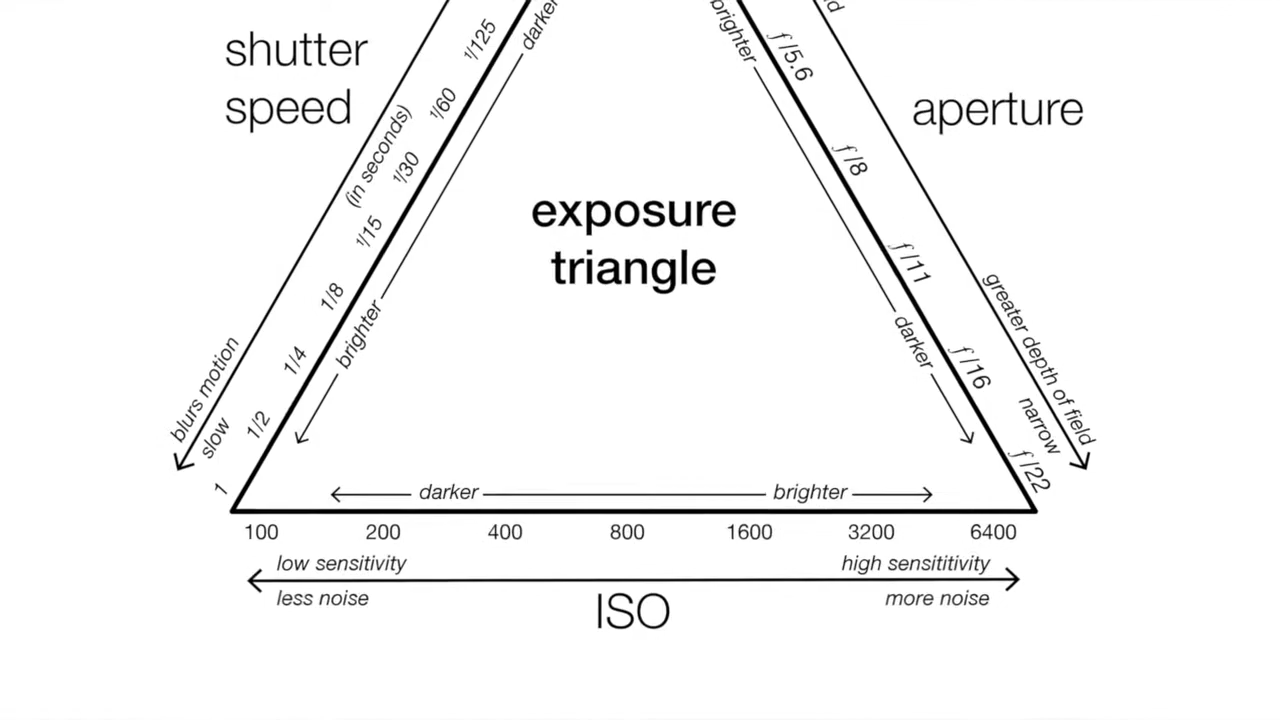 shutter
speed
aperture
exposure
triangle
1/125
1/60
1/30
1/15
1/8
1/4
1/2
1
(in seconds)
blurs motion
slow
darker
brighter
brighter
darker
f/5.6
f/8
f/11
f/16
f/22
greater depth of field
narrow
darker
brighter
100 200 400 800 1600 3200 6400
low sensitivity
high sensititivity
less noise
more noise
ISO